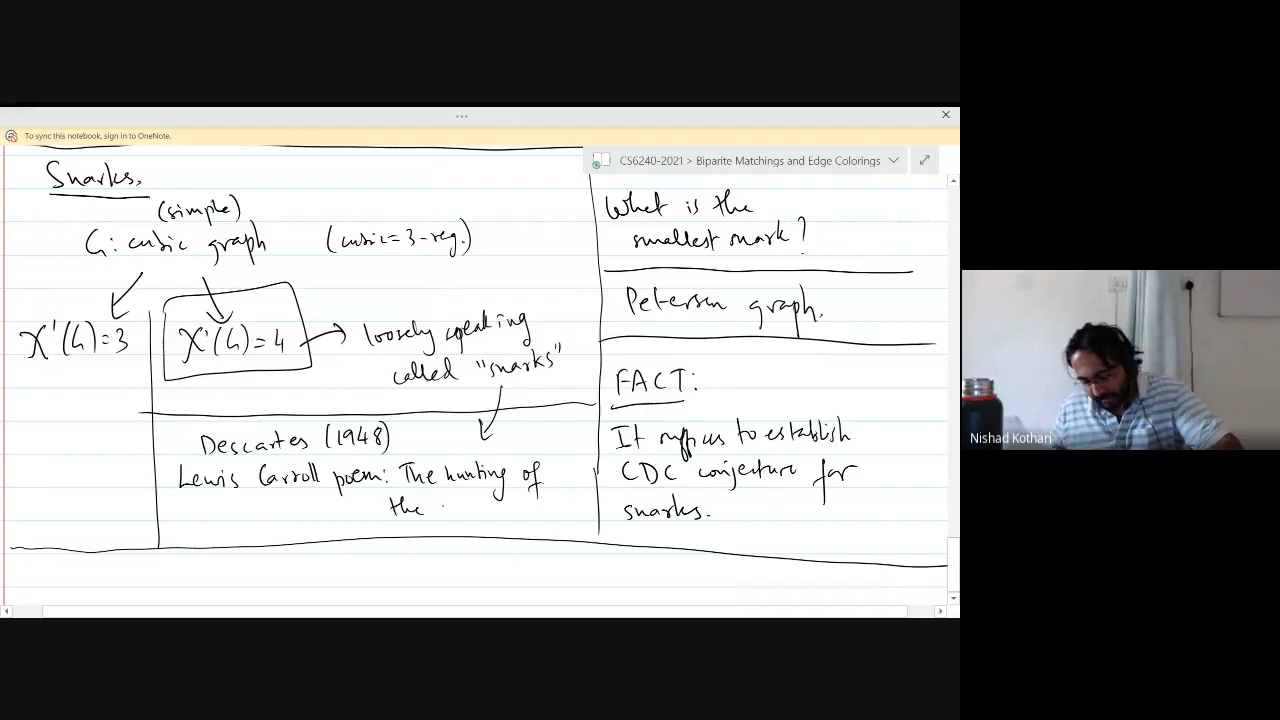 To sync this notebook, sign in to OneNote.
CS6240-2021 > Biparite Matchings and Edge Colorings
Snarks.
(simple)
G: cubic graph (cubic = 3-reg.)
χ'(G)=3
χ'(G)=4
loosely speaking
called "snarks"
Descartes (1948)
Lewis Carroll poem: The hunting of
the
What is the
smallest snark?
Petersen graph.
FACT:
It suffices to establish
CDC conjecture for
snarks.
Nishad Kothari